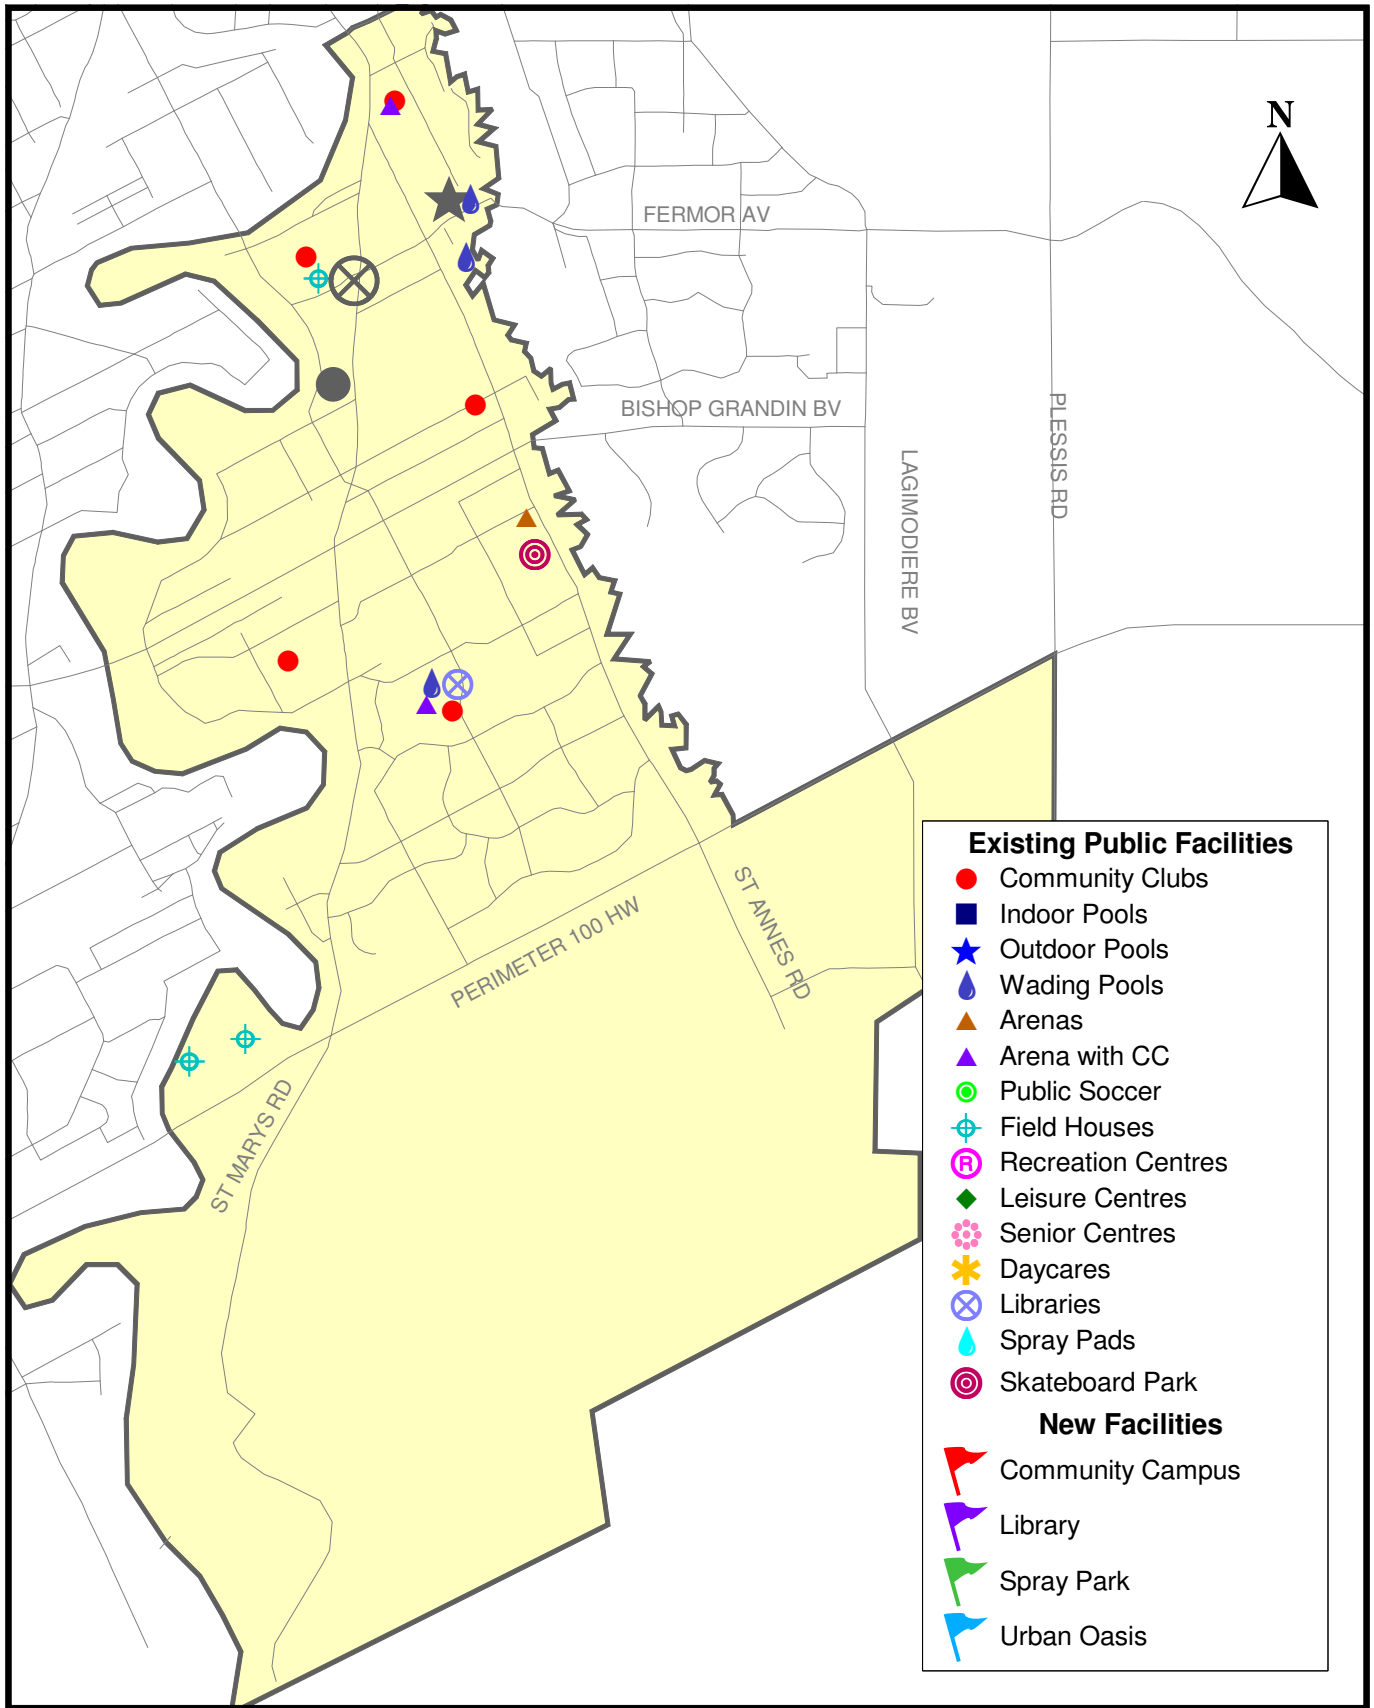 N
FERMOR AV
BISHOP GRANDIN BV
PLESSIS RD
LAGIMODIERE BV
ST ANNES RD
PERIMETER 100 HW
ST MARYS RD
Existing Public Facilities
Community Clubs
Indoor Pools
Outdoor Pools
Wading Pools
Arenas
Arena with CC
Public Soccer
Field Houses
R Recreation Centres
Leisure Centres
Senior Centres
Daycares
Libraries
Spray Pads
Skateboard Park
New Facilities
Community Campus
Library
Spray Park
Urban Oasis